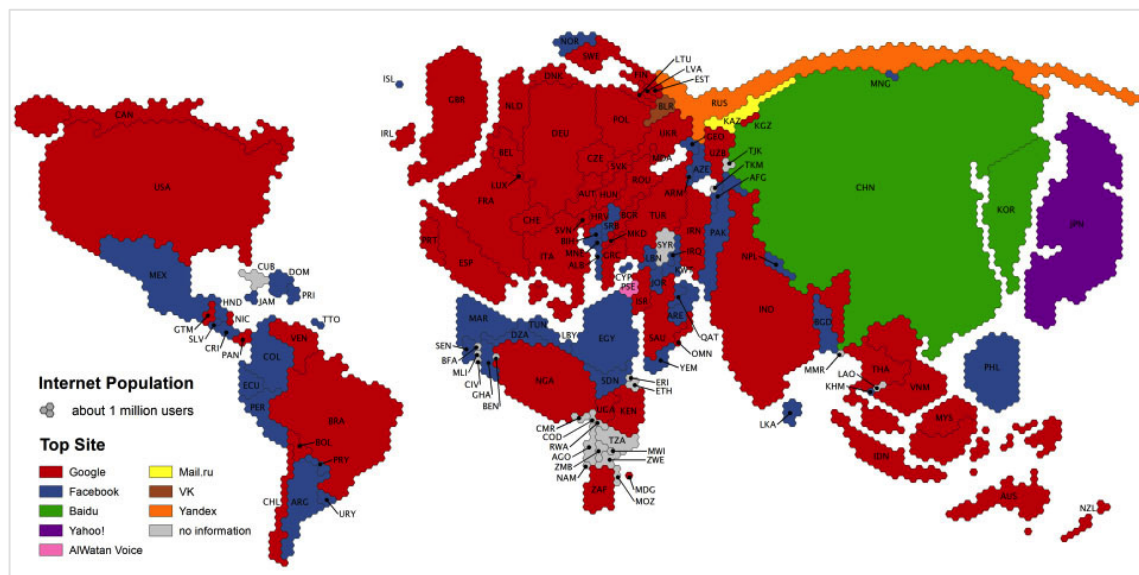 NOR
SWE
FIN
LTU
LVA
EST
ISL
GBR
DNK
NLD
DEU
POL
BLR
RUS
MNG
KAZ
KGZ
CAN
IRL
BEL
CZE
SVK
UKR
MDA
GEO
UZB
TJK
TKM
AFG
USA
LUX
FRA
AUT
HUN
ROU
ARM
AZE
CHN
KOR
JPN
CHE
SVN
HRV
BGR
SRB
BIH
MKD
TUR
IRN
PAK
PRT
ESP
ITA
MNE
ALB
GRC
SYR
LBN
IRQ
NPL
MEX
CUB
DOM
JAM
PRI
CYP
PSE
JOR
KWT
ISR
ARE
IND
BGD
HND
NIC
GTM
SLV
CRI
PAN
TTO
VEN
COL
MAR
TUN
DZA
LBY
EGY
SAU
QAT
OMN
YEM
SEN
BFA
MLI
CIV
GHA
BEN
NGA
SDN
ERI
ETH
MMR
LAO
KHM
THA
VNM
PHL
LKA
MYS
IDN
ECU
PER
BRA
BOL
PRY
CHL
ARG
URY
CMR
COD
RWA
AGO
ZMB
NAM
UGA
KEN
TZA
MWI
ZWE
ZAF
MDG
MOZ
AUS
NZL
Internet Population
about 1 million users
Top Site
Google
Facebook
Baidu
Yahoo!
AlWatan Voice
Mail.ru
VK
Yandex
no information